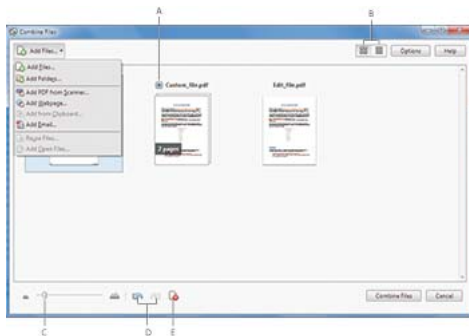 A
B
Combine Files
Add Files...
Options
Help
Add Files...
Add Folders...
Add PDF from Scanner...
Add Webpage...
Add from Clipboard...
Add Email...
Reuse Files...
Add Open Files...
Custom_file.pdf
Edit_file.pdf
2 pages
Combine Files
Cancel
C
D
E